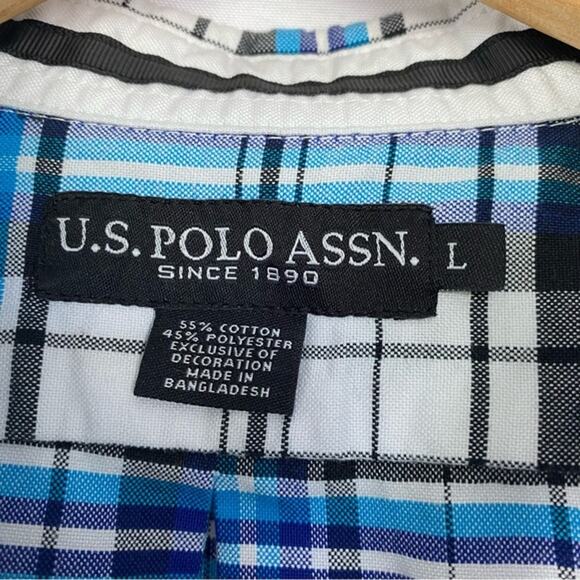 U.S. POLO ASSN.
SINCE 1890
L
55% COTTON
45% POLYESTER
EXCLUSIVE OF
DECORATION
MADE IN
BANGLADESH